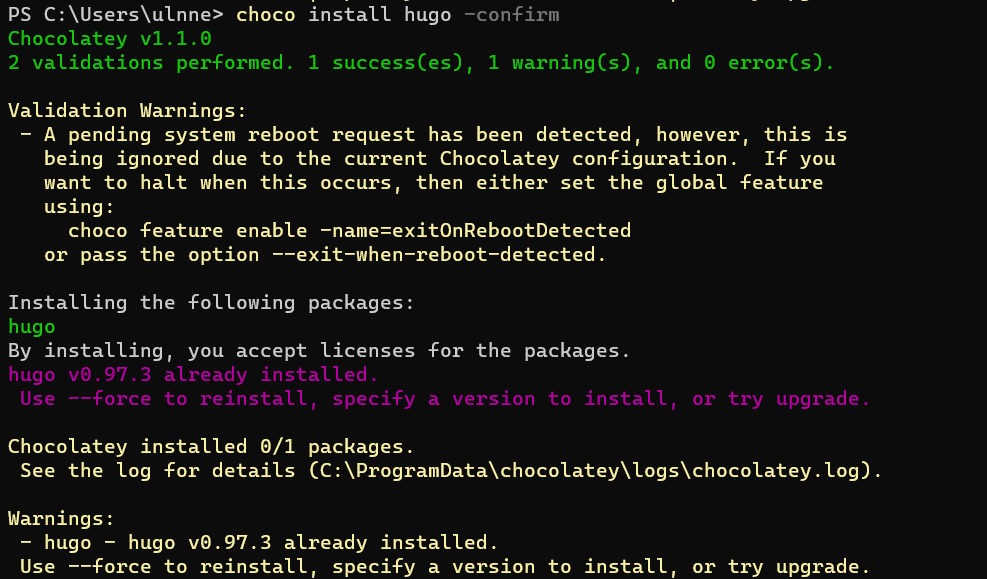 PS C:\Users\ulnne> choco install hugo -confirm
Chocolatey v1.1.0
2 validations performed. 1 success(es), 1 warning(s), and 0 error(s).
Validation Warnings:
- A pending system reboot request has been detected, however, this is
being ignored due to the current Chocolatey configuration. If you
want to halt when this occurs, then either set the global feature
using:
choco feature enable -name=exitOnRebootDetected
or pass the option --exit-when-reboot-detected.
Installing the following packages:
hugo
By installing, you accept licenses for the packages.
hugo v0.97.3 already installed.
Use --force to reinstall, specify a version to install, or try upgrade.
Chocolatey installed 0/1 packages.
See the log for details (C:\ProgramData\chocolatey\logs\chocolatey.log).
Warnings:
- hugo - hugo v0.97.3 already installed.
Use --force to reinstall, specify a version to install, or try upgrade.